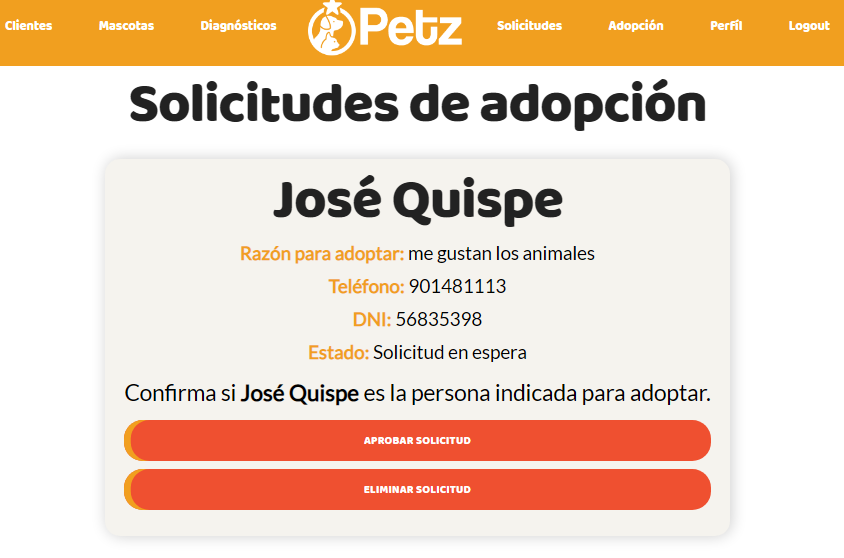 Clientes Mascotas Diagnósticos Petz Solicitudes Adopción Perfíl Logout
Solicitudes de adopción
José Quispe
Razón para adoptar: me gustan los animales
Teléfono: 901481113
DNI: 56835398
Estado: Solicitud en espera
Confirma si José Quispe es la persona indicada para adoptar.
APROBAR SOLICITUD
ELIMINAR SOLICITUD